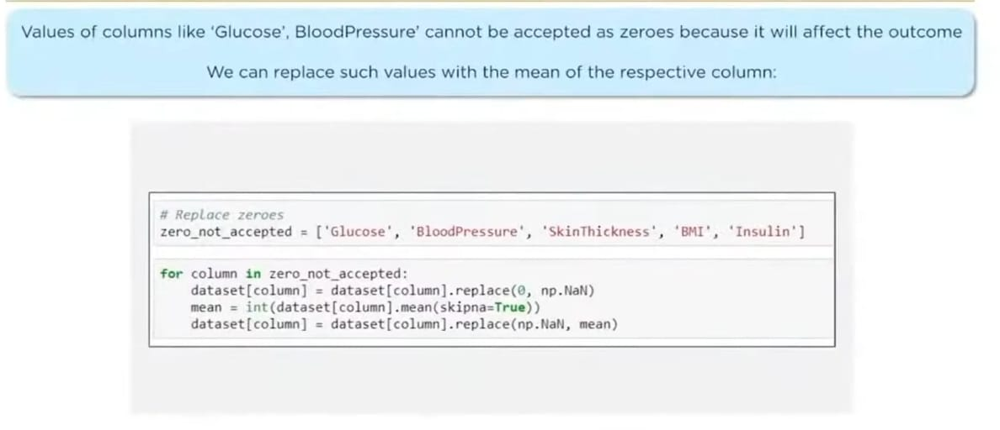 Values of columns like ‘Glucose’, BloodPressure’ cannot be accepted as zeroes because it will affect the outcome
We can replace such values with the mean of the respective column:
# Replace zeroes
zero_not_accepted = ['Glucose', 'BloodPressure', 'SkinThickness', 'BMI', 'Insulin']
for column in zero_not_accepted:
    dataset[column] = dataset[column].replace(0, np.NaN)
    mean = int(dataset[column].mean(skipna=True))
    dataset[column] = dataset[column].replace(np.NaN, mean)